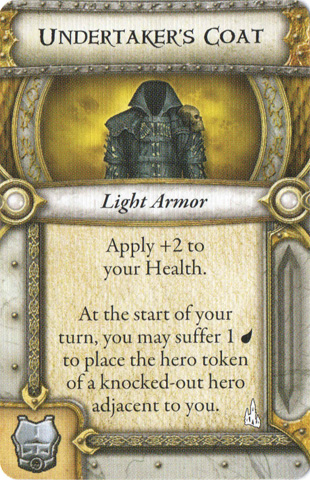 UNDERTAKER'S COAT
Light Armor
Apply +2 to
your Health.
At the start of your
turn, you may suffer 1
to place the hero token
of a knocked-out hero
adjacent to you.